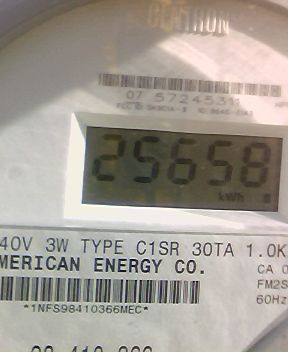 CENTRON
07 57245311
25658
kWh
40V 3W TYPE C1SR 30TA 1.0K
MERICAN ENERGY CO.
CA 0
FM2S
60Hz
*1NFS98410366MEC*